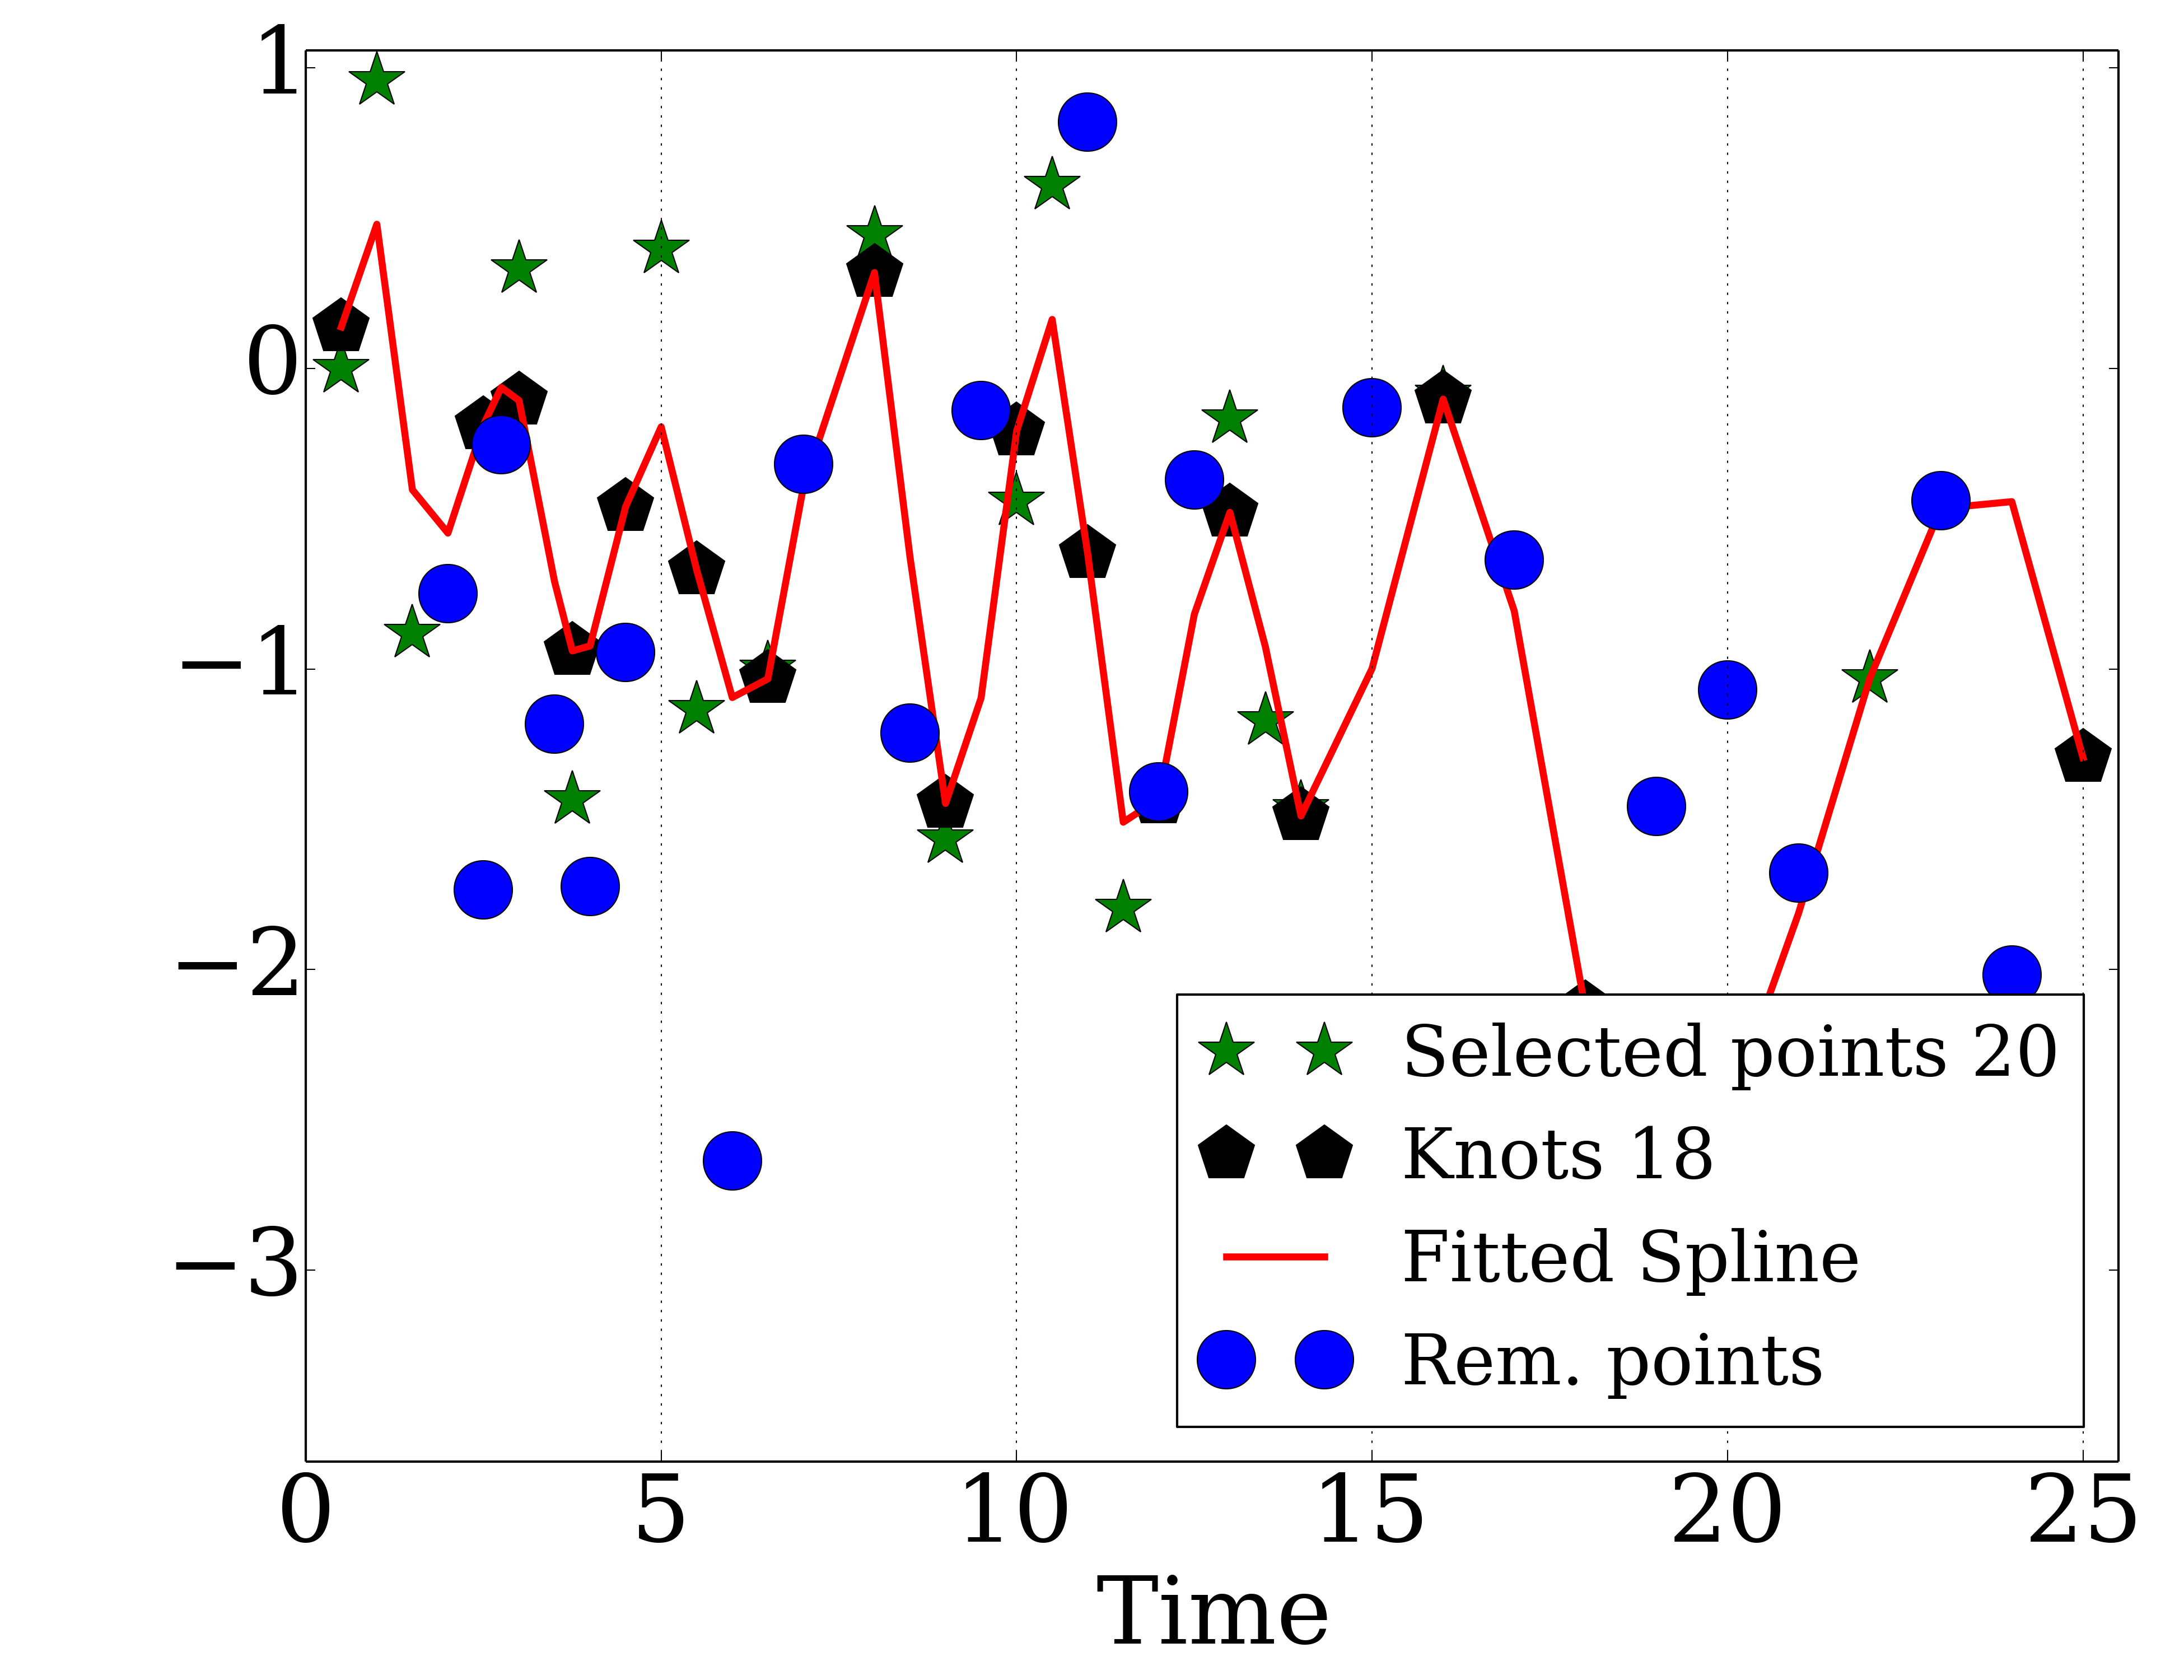 1
0
−1
−2
−3
0 5 10 15 20 25
Time
Selected points 20
Knots 18
Fitted Spline
Rem. points